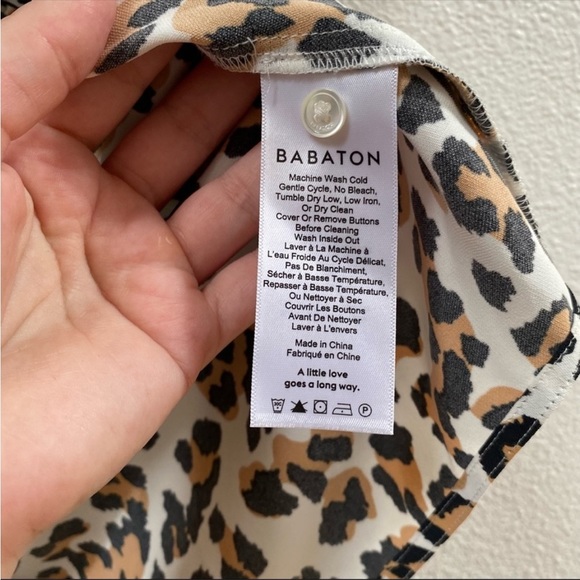 BABATON
Machine Wash Cold
Gentle Cycle, No Bleach,
Tumble Dry Low, Low Iron,
Or Dry Clean
Cover Or Remove Buttons
Before Cleaning
Wash Inside Out
Laver À La Machine à
L'eau Froide Au Cycle Délicat,
Pas De Blanchiment,
Sécher à Basse Température,
Repasser à Basse Température,
Ou Nettoyer à Sec
Couvrir Les Boutons
Avant De Nettoyer
Laver à L'envers
Made in China
Fabriqué en Chine
A little love
goes a long way.
P